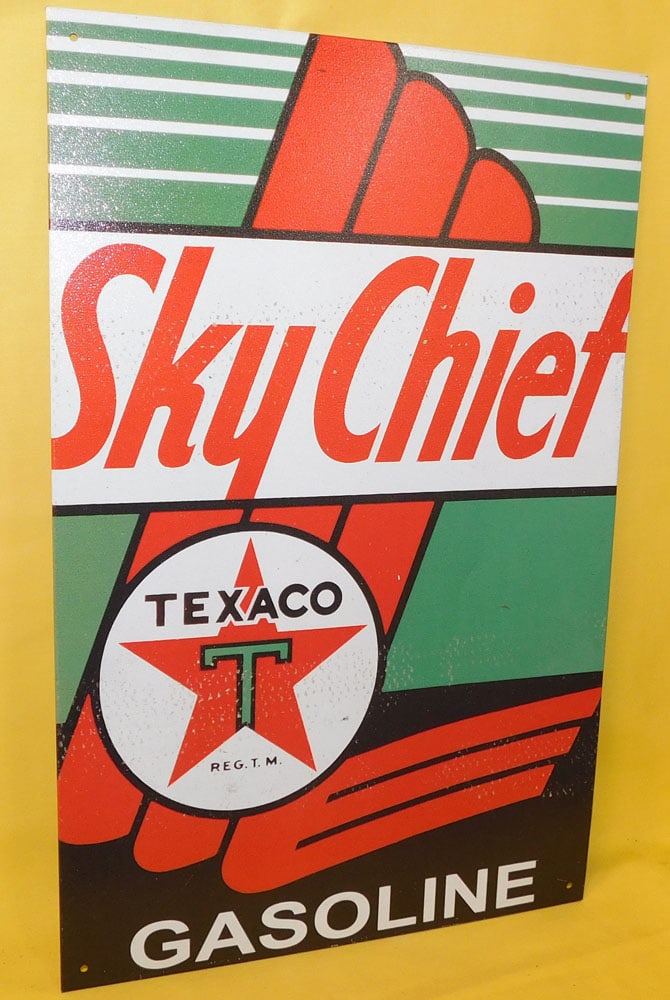 Sky Chief
TEXACO
T
REG. T. M.
GASOLINE